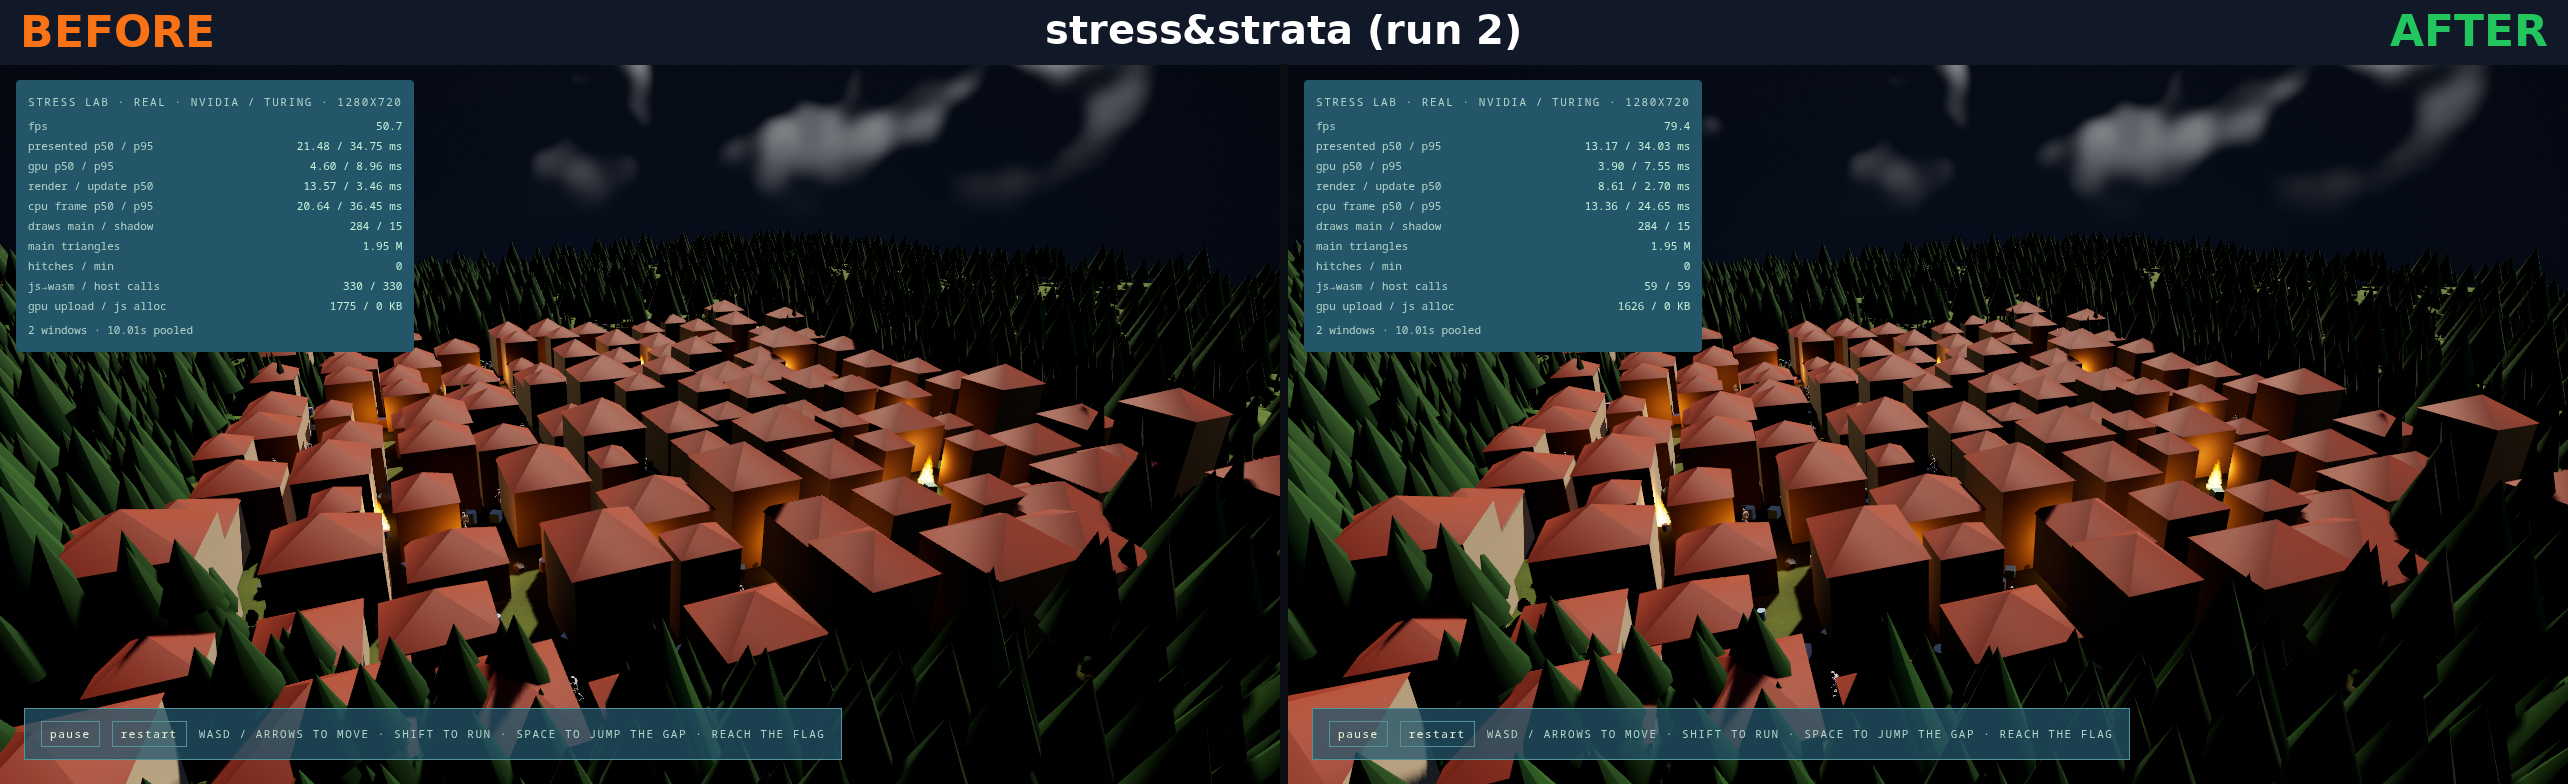 BEFORE
stress&strata (run 2)
AFTER
STRESS LAB · REAL · NVIDIA / TURING · 1280X720
fps 50.7
presented p50 / p95 21.48 / 34.75 ms
gpu p50 / p95 4.60 / 8.96 ms
render / update p50 13.57 / 3.46 ms
cpu frame p50 / p95 20.64 / 36.45 ms
draws main / shadow 284 / 15
main triangles 1.95 M
hitches / min 0
js→wasm / host calls 330 / 330
gpu upload / js alloc 1775 / 0 KB
2 windows · 10.01s pooled
pause restart WASD / ARROWS TO MOVE · SHIFT TO RUN · SPACE TO JUMP THE GAP · REACH THE FLAG
STRESS LAB · REAL · NVIDIA / TURING · 1280X720
fps 79.4
presented p50 / p95 13.17 / 34.03 ms
gpu p50 / p95 3.90 / 7.55 ms
render / update p50 8.61 / 2.70 ms
cpu frame p50 / p95 13.36 / 24.65 ms
draws main / shadow 284 / 15
main triangles 1.95 M
hitches / min 0
js→wasm / host calls 59 / 59
gpu upload / js alloc 1626 / 0 KB
2 windows · 10.01s pooled
pause restart WASD / ARROWS TO MOVE · SHIFT TO RUN · SPACE TO JUMP THE GAP · REACH THE FLAG